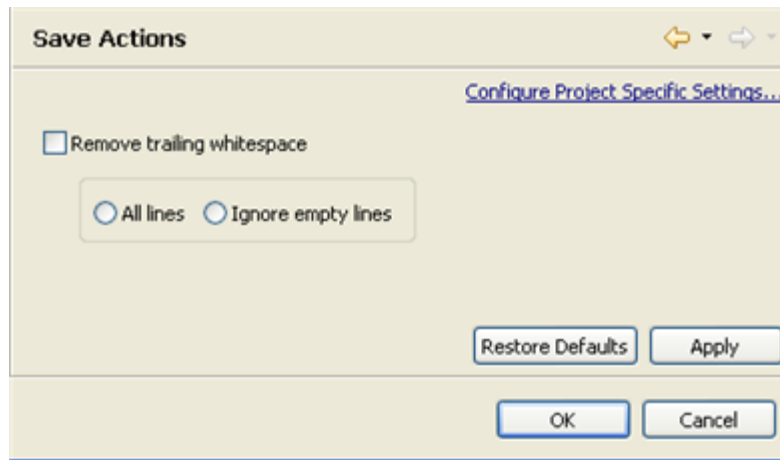 Save Actions
Configure Project Specific Settings...
Remove trailing whitespace
All lines Ignore empty lines
Restore Defaults Apply
OK Cancel